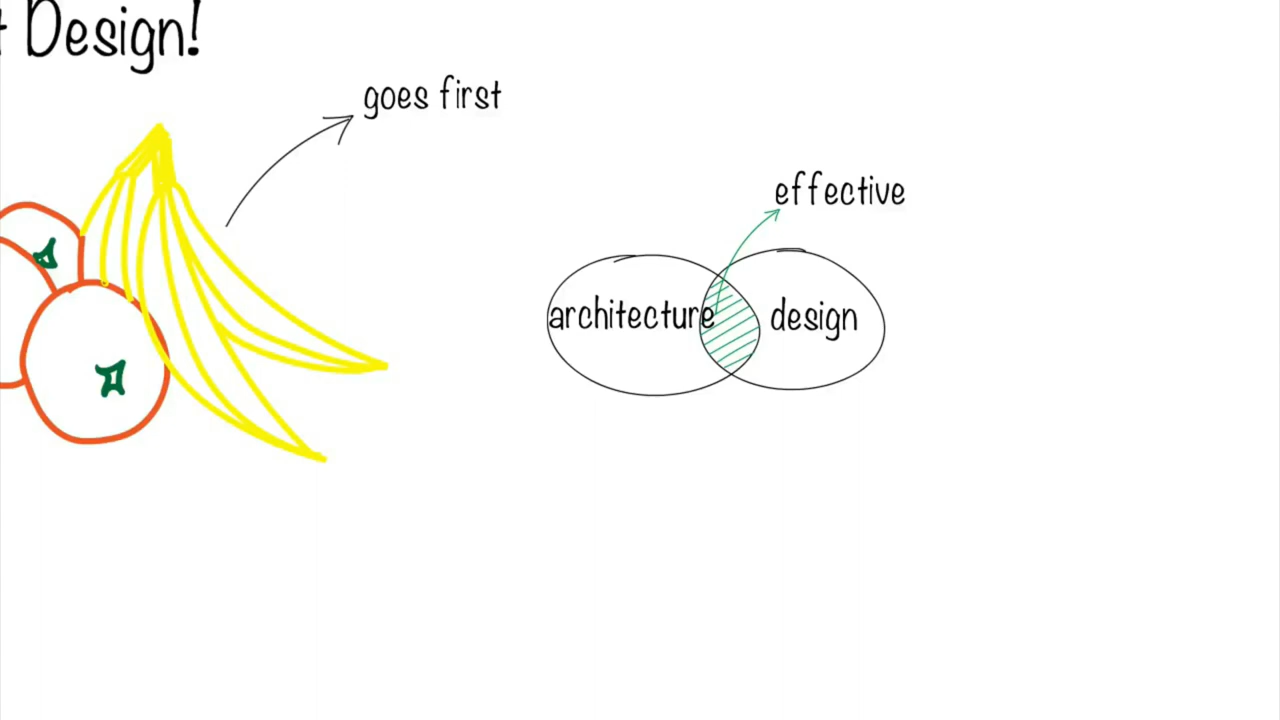 Design!
goes first
effective
architecture
design